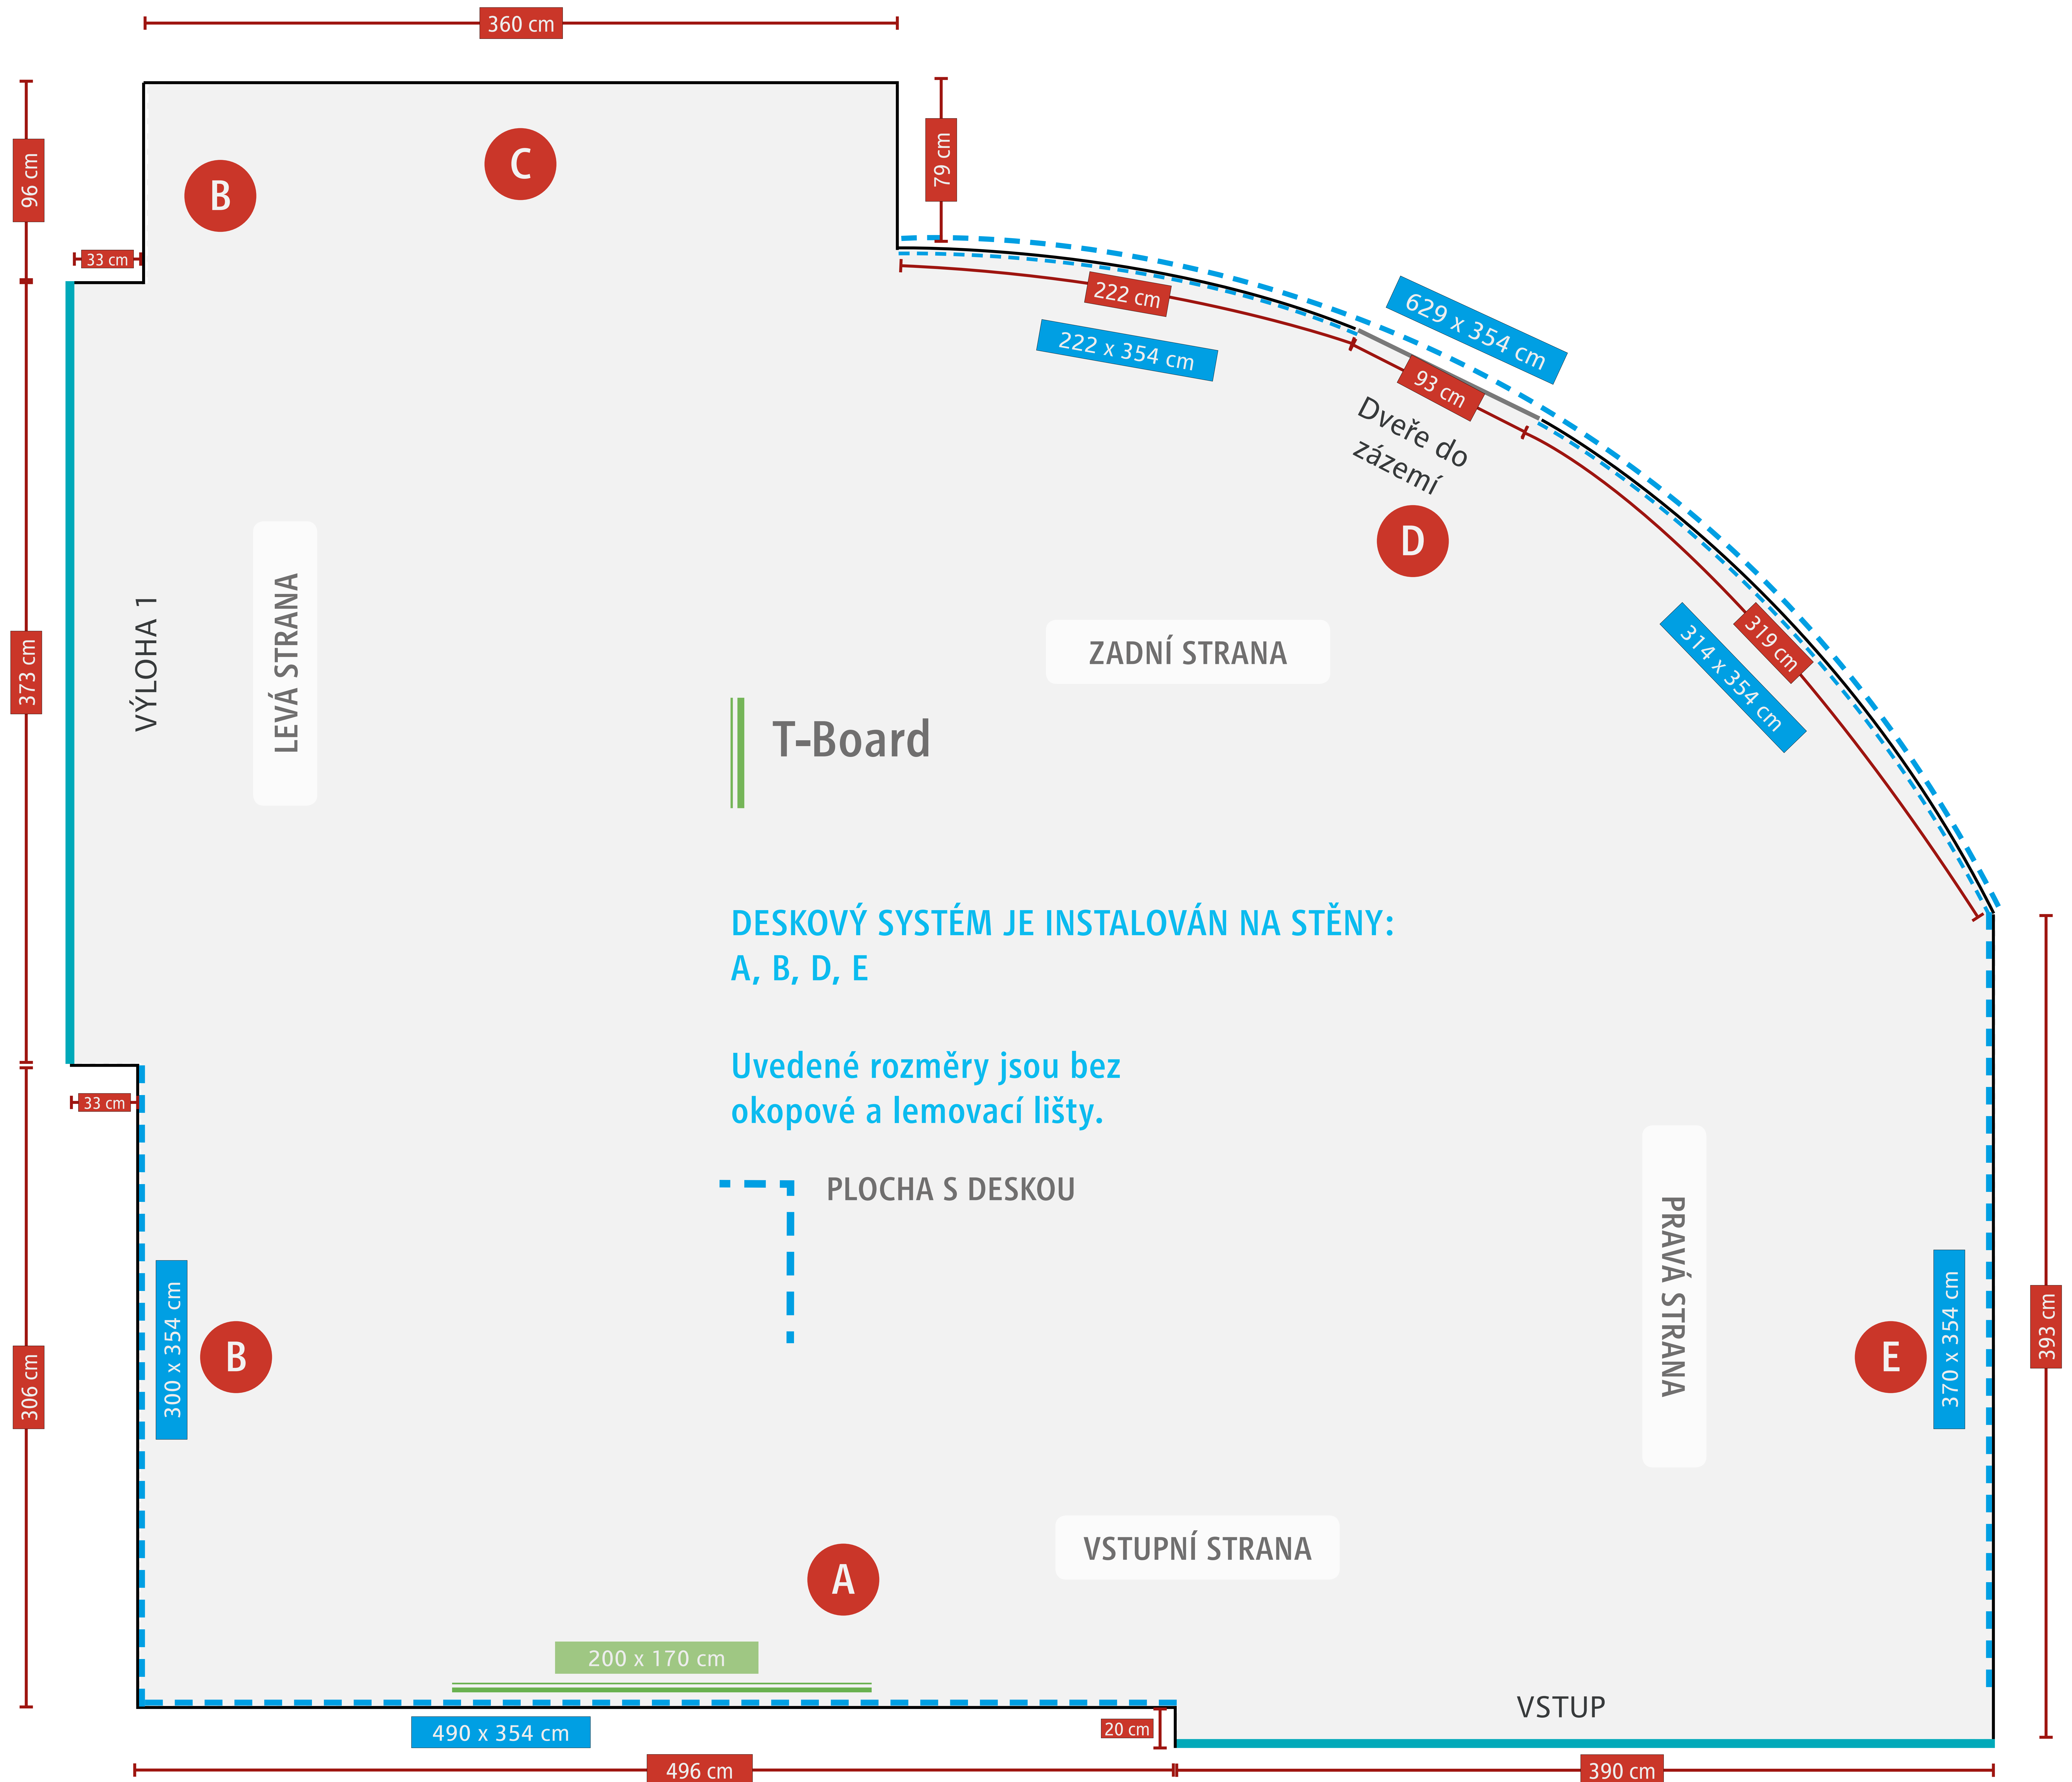 360 cm
96 cm
79 cm
C
B
33 cm
222 cm
629 x 354 cm
222 x 354 cm
93 cm
Dveře do
zázemí
D
373 cm
VÝLOHA 1
LEVÁ STRANA
ZADNÍ STRANA
319 cm
314 x 354 cm
T-Board
DESKOVÝ SYSTÉM JE INSTALOVÁN NA STĚNY:
A, B, D, E
Uvedené rozměry jsou bez
okopové a lemovací lišty.
33 cm
PLOCHA S DESKOU
PRAVÁ STRANA
306 cm
300 x 354 cm
B
E
370 x 354 cm
393 cm
VSTUPNÍ STRANA
A
200 x 170 cm
VSTUP
490 x 354 cm
20 cm
496 cm
390 cm